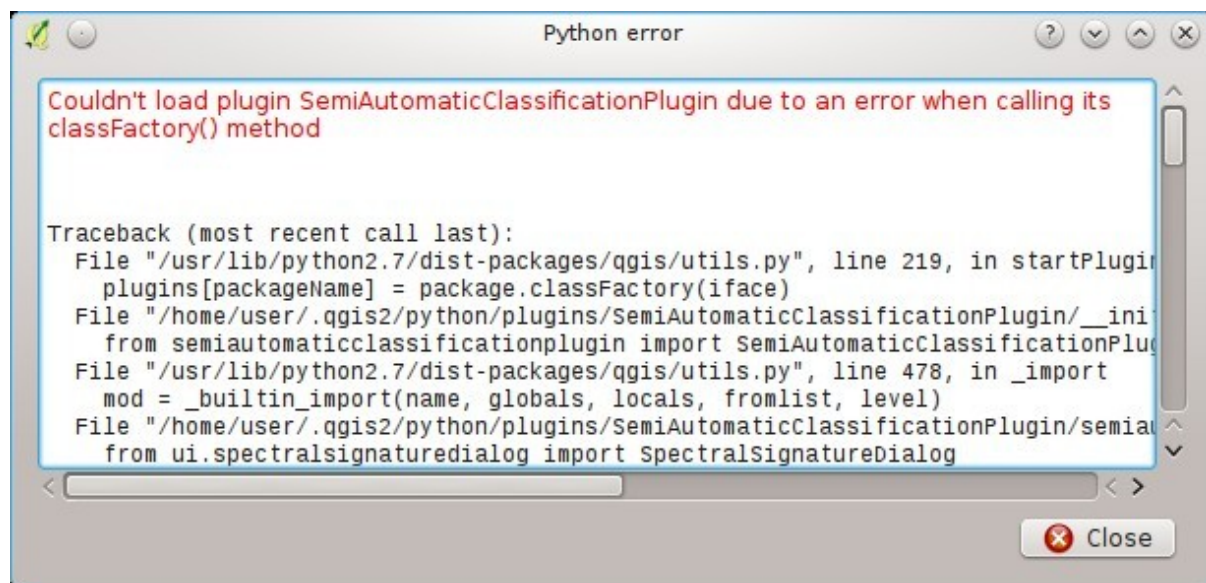 Python error
Couldn't load plugin SemiAutomaticClassificationPlugin due to an error when calling its
classFactory() method
Traceback (most recent call last):
  File "/usr/lib/python2.7/dist-packages/qgis/utils.py", line 219, in startPlugin
    plugins[packageName] = package.classFactory(iface)
  File "/home/user/.qgis2/python/plugins/SemiAutomaticClassificationPlugin/__init
    from semiautomaticclassificationplugin import SemiAutomaticClassificationPlug
  File "/usr/lib/python2.7/dist-packages/qgis/utils.py", line 478, in _import
    mod = _builtin_import(name, globals, locals, fromlist, level)
  File "/home/user/.qgis2/python/plugins/SemiAutomaticClassificationPlugin/semiau
    from ui.spectralsignaturedialog import SpectralSignatureDialog
Close